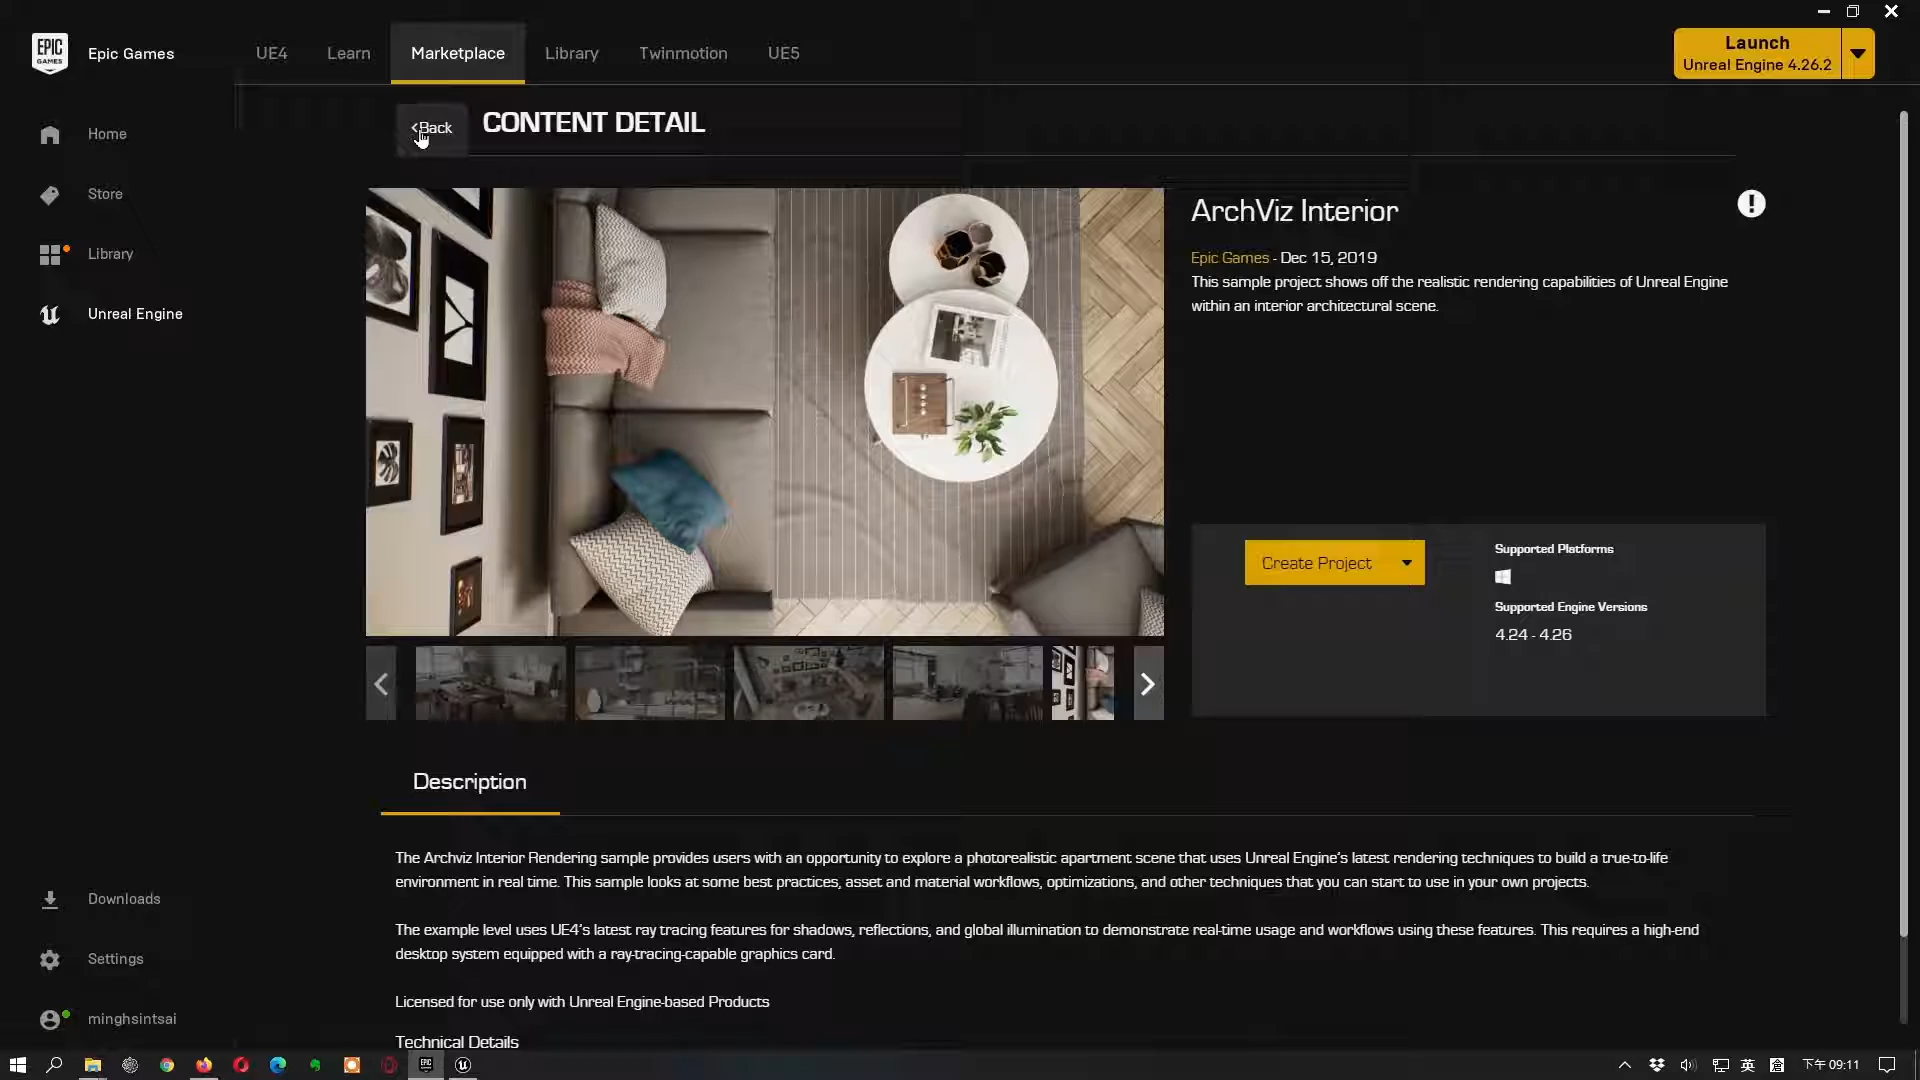 EPIC GAMES
Epic Games
UE4
Learn
Marketplace
Library
Twinmotion
UE5
Launch
Unreal Engine 4.26.2
Home
Store
Library
Unreal Engine
Back
CONTENT DETAIL
ArchViz Interior
Epic Games - Dec 15, 2019
This sample project shows off the realistic rendering capabilities of Unreal Engine
within an interior architectural scene.
Create Project
Supported Platforms
Supported Engine Versions
4.24 - 4.26
Description
The Archviz Interior Rendering sample provides users with an opportunity to explore a photorealistic apartment scene that uses Unreal Engine's latest rendering techniques to build a true-to-life
environment in real time. This sample looks at some best practices, asset and material workflows, optimizations, and other techniques that you can start to use in your own projects.
The example level uses UE4's latest ray tracing features for shadows, reflections, and global illumination to demonstrate real-time usage and workflows using these features. This requires a high-end
desktop system equipped with a ray-tracing-capable graphics card.
Licensed for use only with Unreal Engine-based Products
Technical Details
Downloads
Settings
minghsintsai
英
下午 09:11